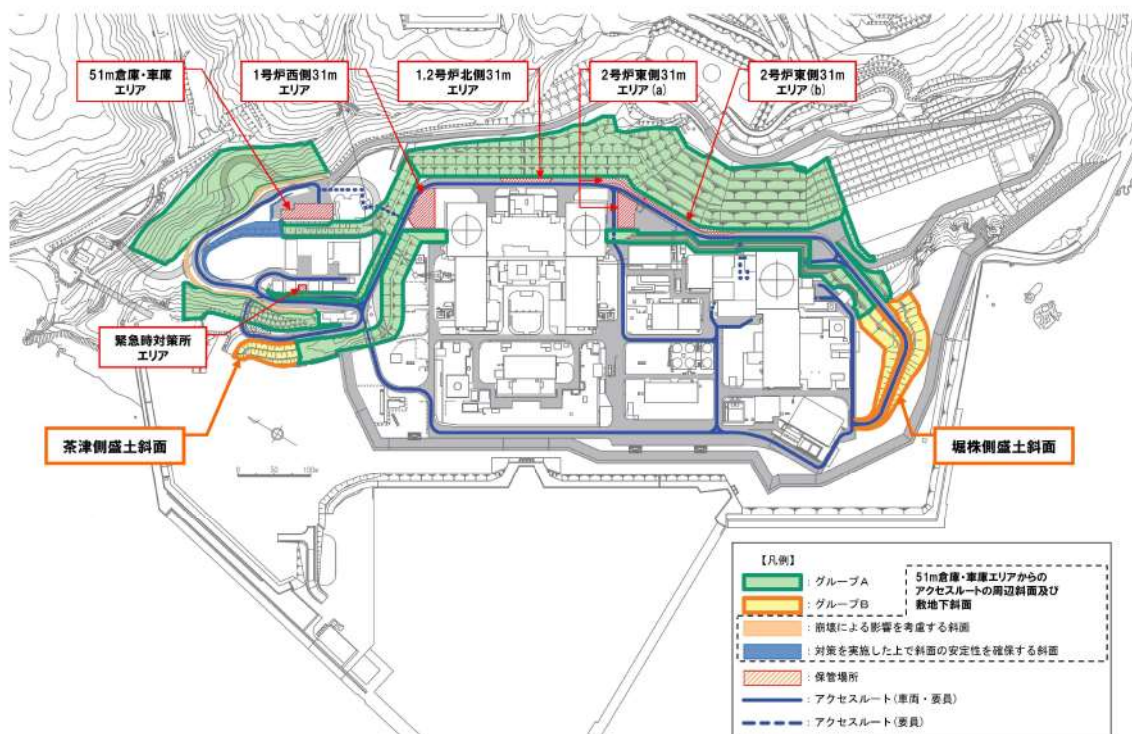 51m倉庫・車庫
エリア
1号炉西側31m
エリア
1,2号炉北側31m
エリア
2号炉東側31m
エリア(a)
2号炉東側31m
エリア(b)
緊急時対策所
エリア
茶津側盛土斜面
堀株側盛土斜面
0 50 100m
【凡例】
：グループA
：グループB
51m倉庫・車庫エリアからの
アクセスルートの周辺斜面及び
敷地下斜面
：崩壊による影響を考慮する斜面
：対策を実施した上で斜面の安定性を確保する斜面
：保管場所
：アクセスルート(車両・要員)
：アクセスルート(要員)